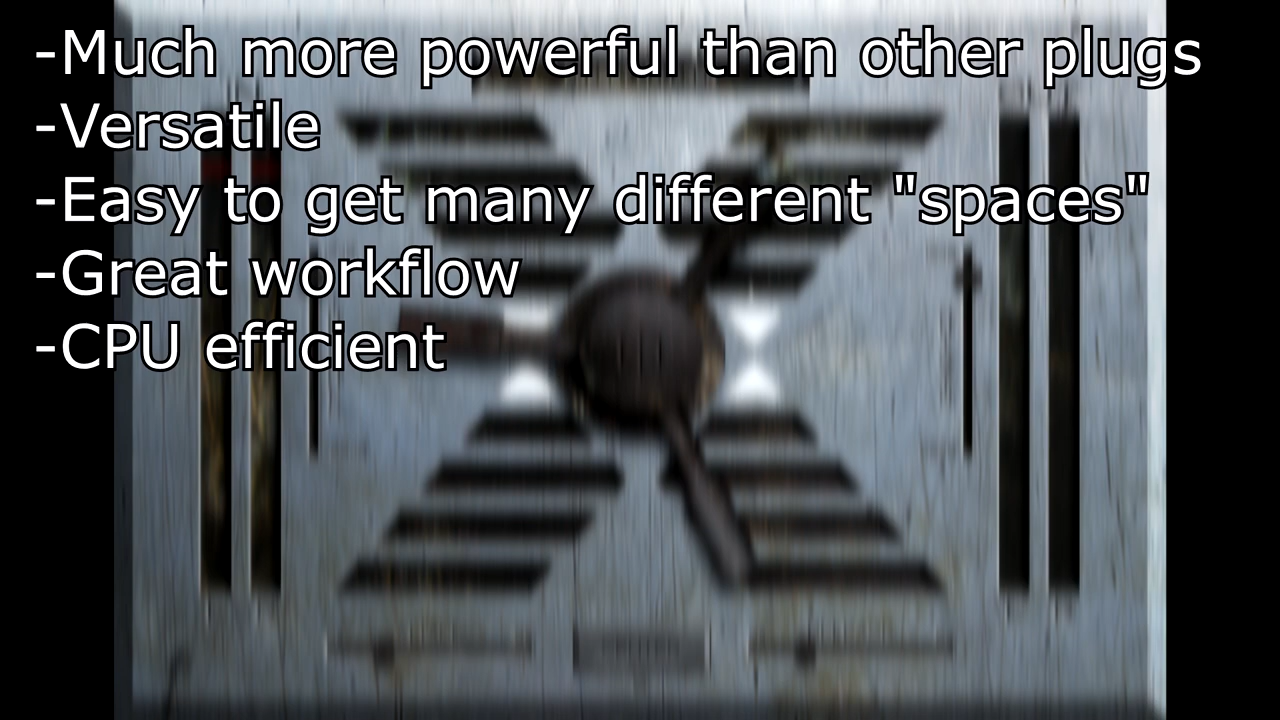 -Much more powerful than other plugs
-Versatile
-Easy to get many different "spaces"
-Great workflow
-CPU efficient